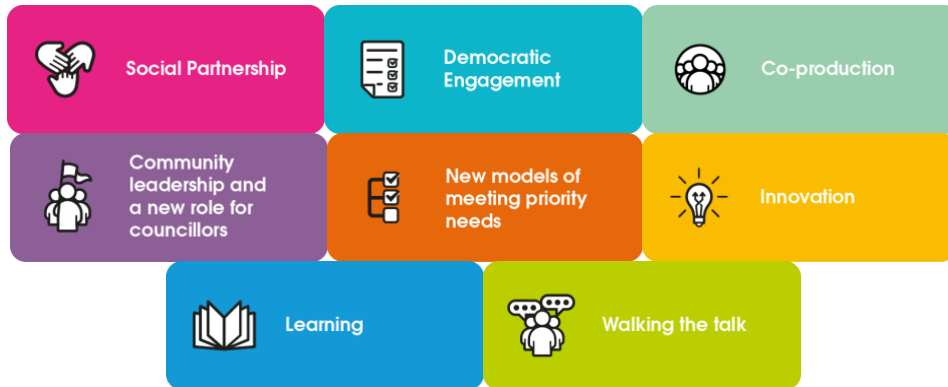 Social Partnership
Democratic
Engagement
Co-production
Community
leadership and
a new role for
councillors
New models of
meeting priority
needs
Innovation
Learning
Walking the talk